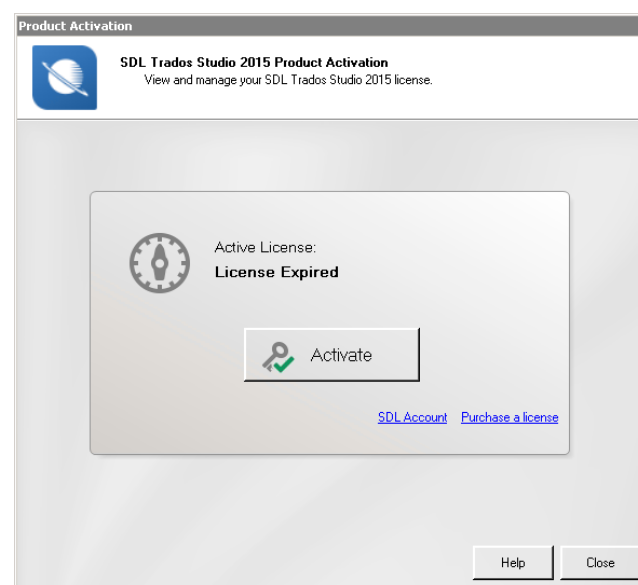 Product Activation
SDL Trados Studio 2015 Product Activation
View and manage your SDL Trados Studio 2015 license.
Active License:
License Expired
Activate
SDL Account Purchase a license
Help Close